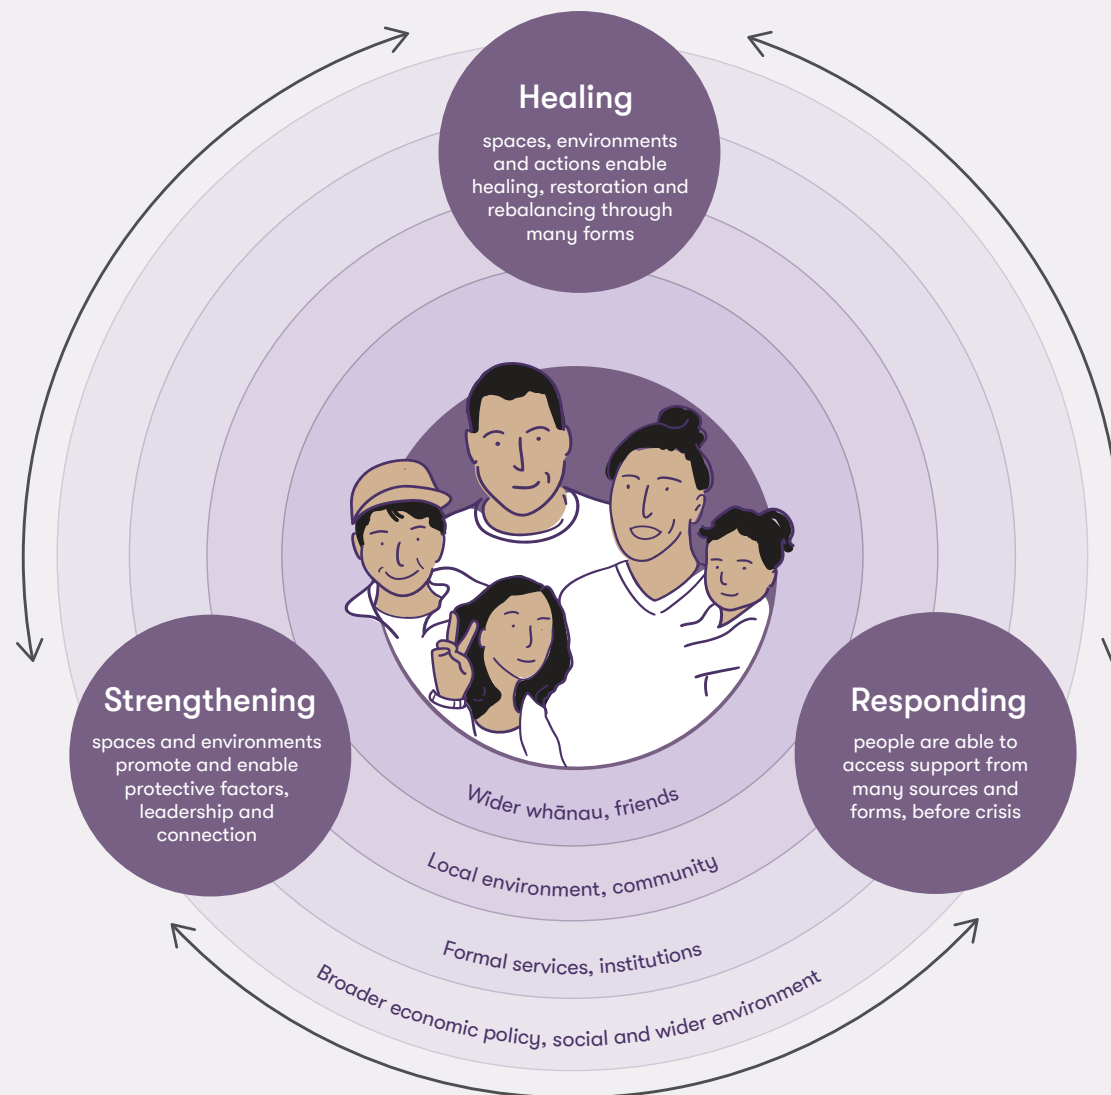 Healing
spaces, environments
and actions enable
healing, restoration and
rebalancing through
many forms
Strengthening
spaces and environments
promote and enable
protective factors,
leadership and
connection
Responding
people are able to
access support from
many sources and
forms, before crisis
Wider whānau, friends
Local environment, community
Formal services, institutions
Broader economic policy, social and wider environment